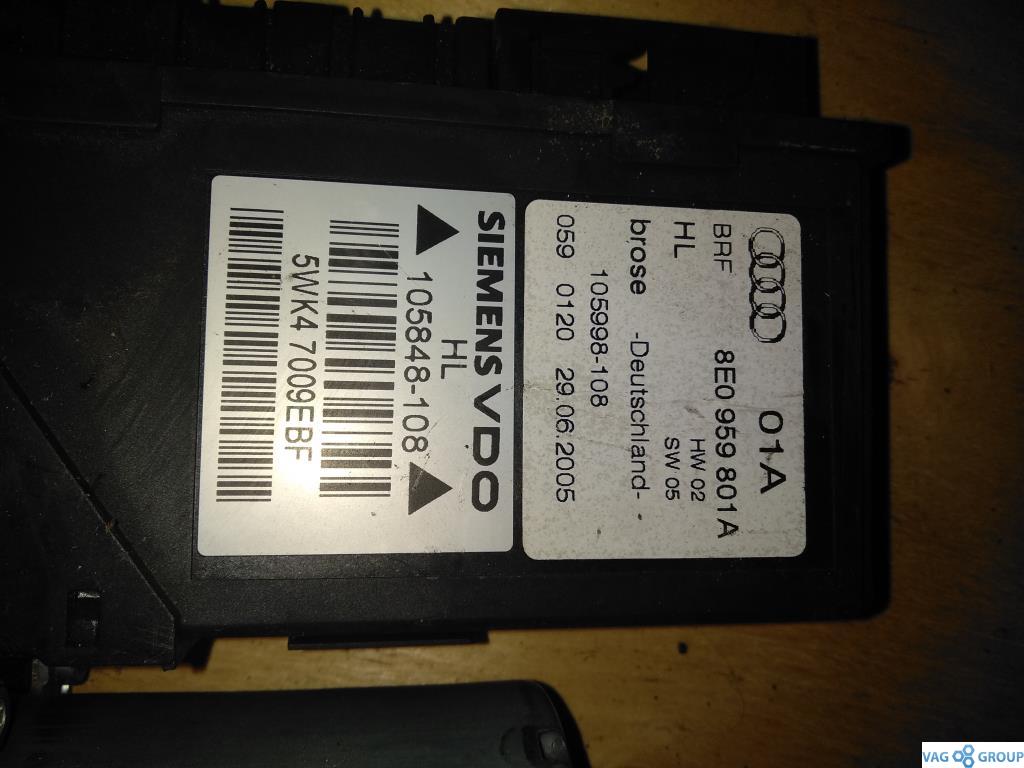 01A
BRF 8E0 959 801A
HL HW 02
SW 05
brose -Deutschland-
105998-108
059 0120 29.06.2005
SIEMENS VDO
HL
105848-108
5WK4 7009EBF
VAG GROUP